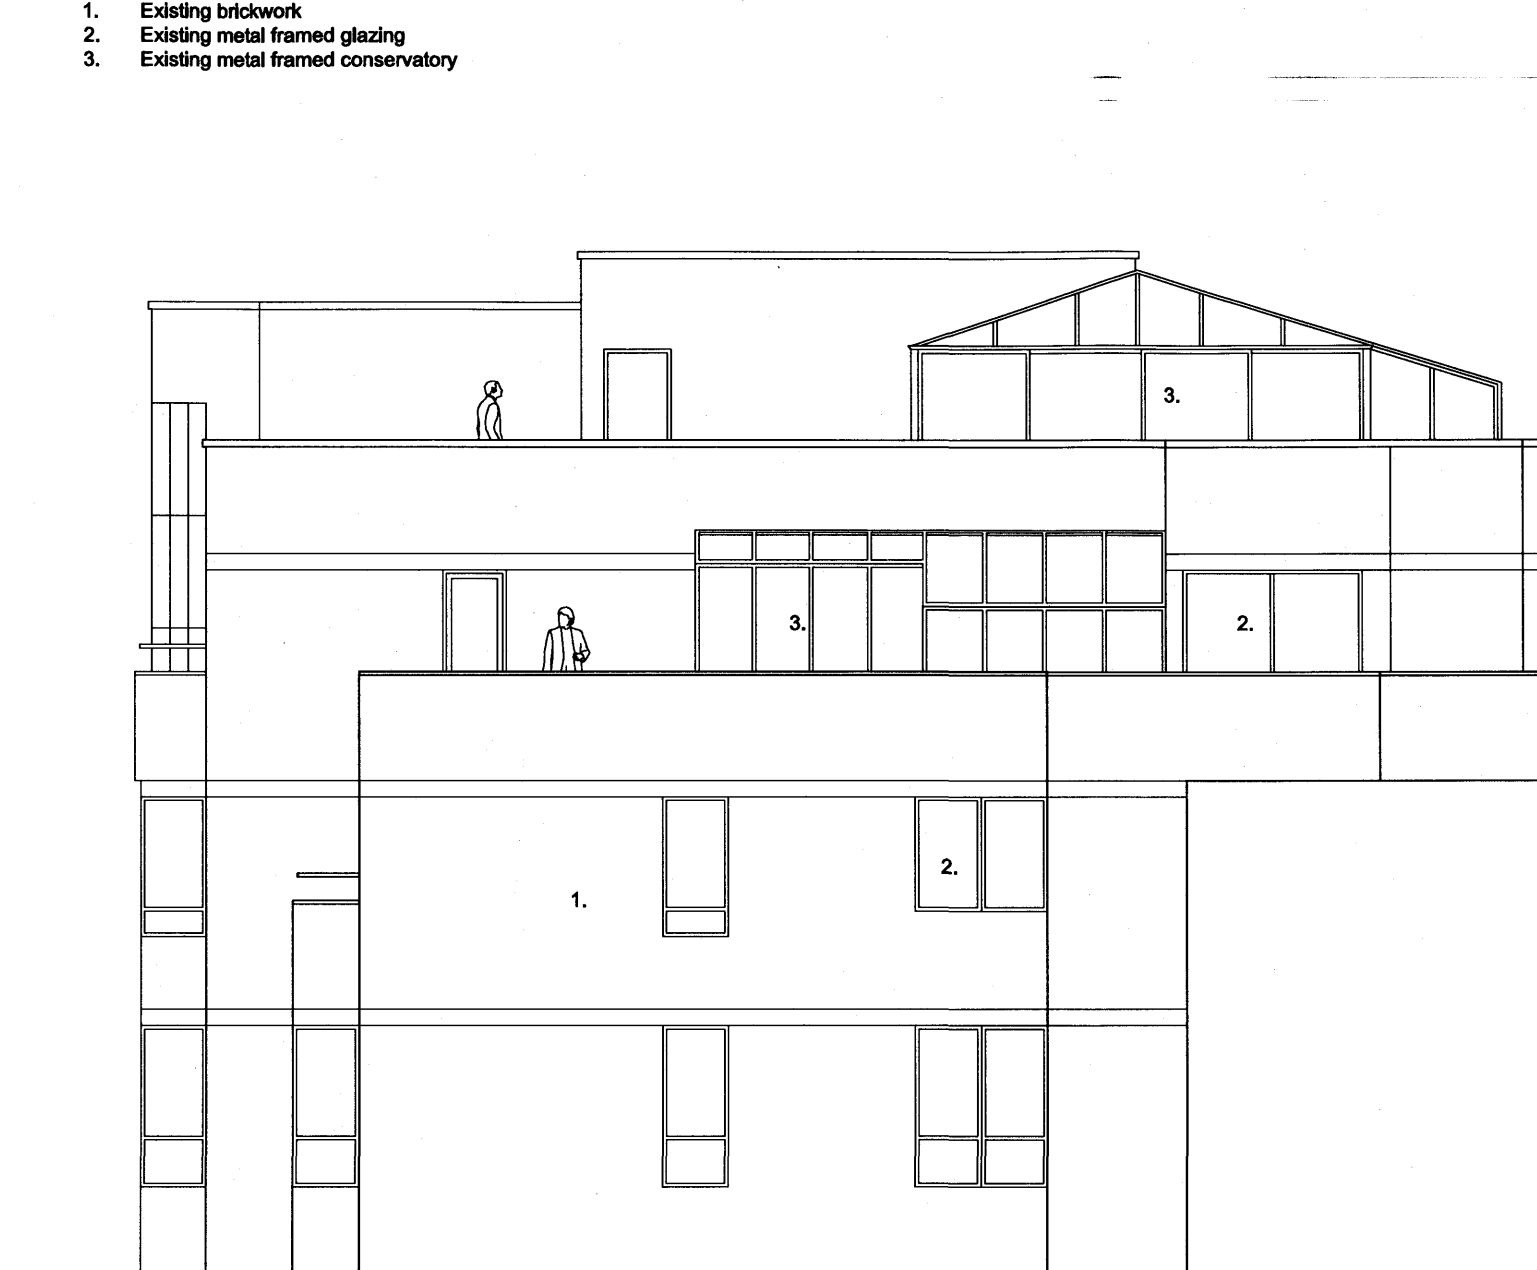 1. Existing brickwork
2. Existing metal framed glazing
3. Existing metal framed conservatory
3.
3.
2.
2.
1.